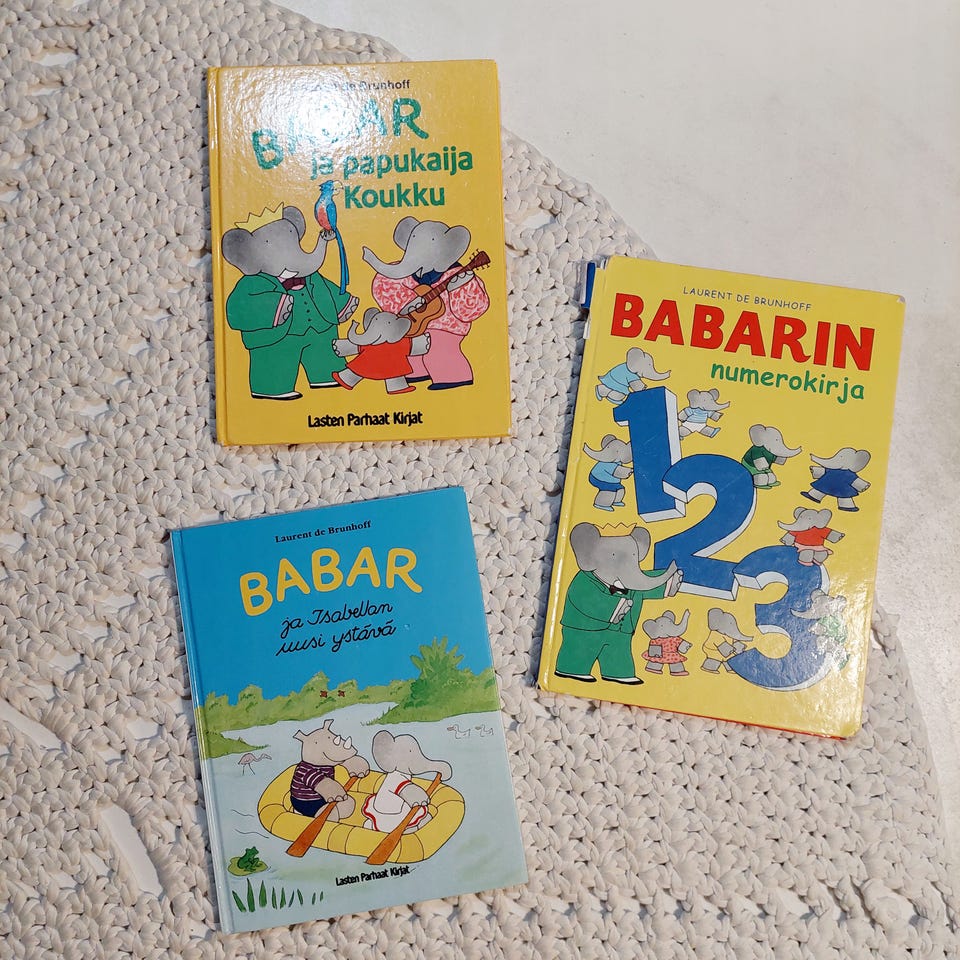 de Brunhoff
BABAR
ja papukaija
Koukku
Lasten Parhaat Kirjat
LAURENT DE BRUNHOFF
BABARIN
numerokirja
1
2
3
Laurent de Brunhoff
BABAR
ja Isabellan
uusi ystävä
Lasten Parhaat Kirjat